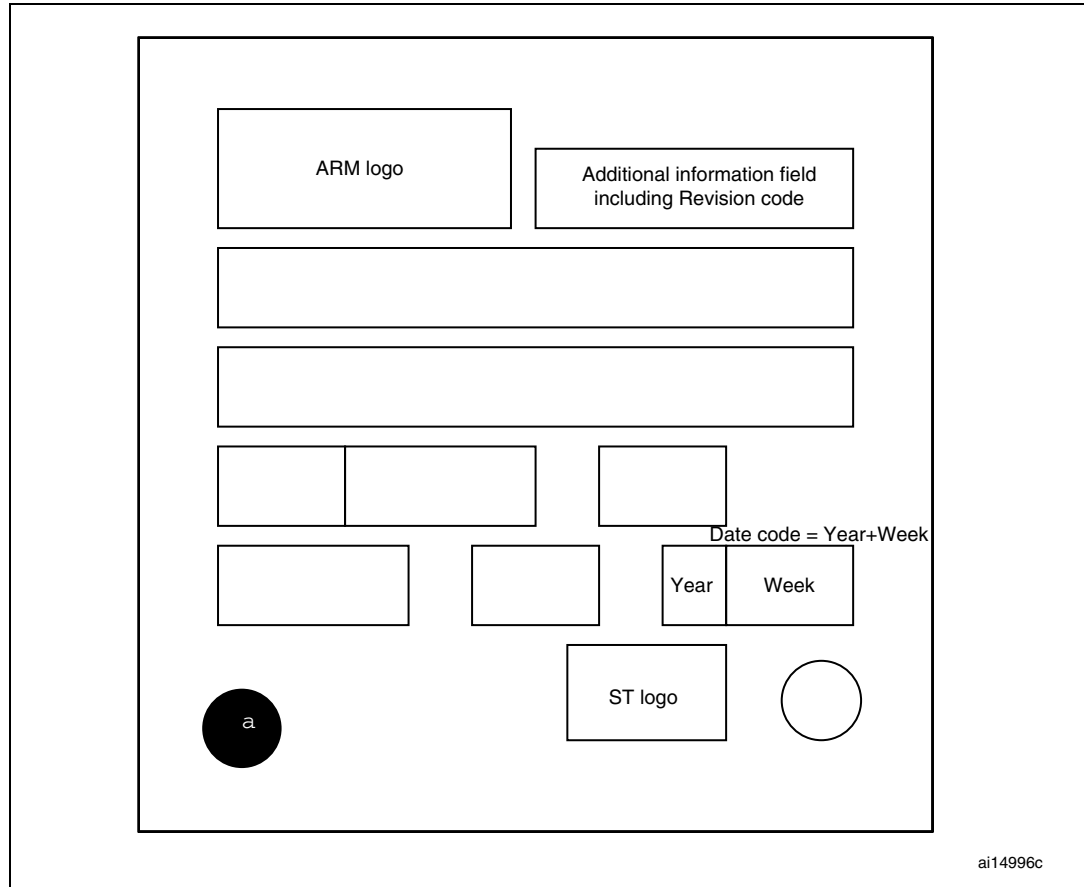 ARM logo
Additional information field
including Revision code
Date code = Year+Week
Year
Week
ST logo
a
ai14996c